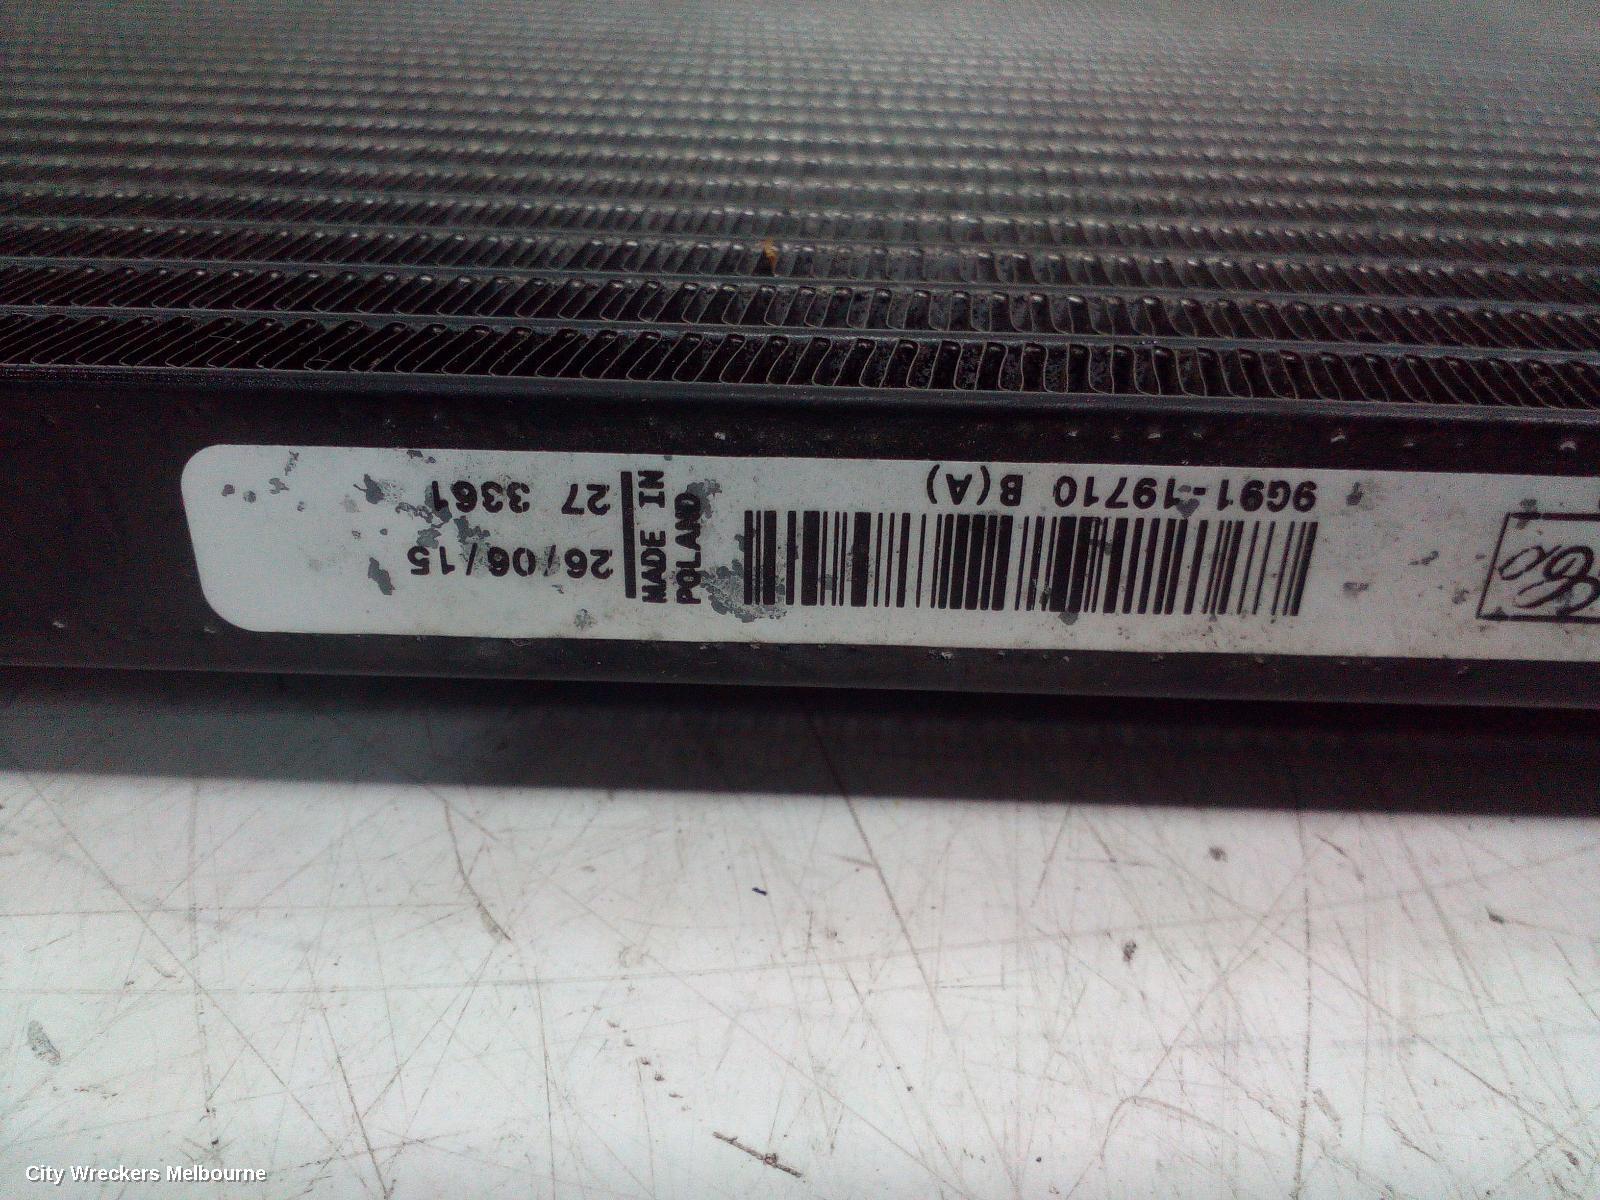 9G91-19710 B(A)
MADE IN
POLAND
27 3361
26/06/15
City Wreckers Melbourne